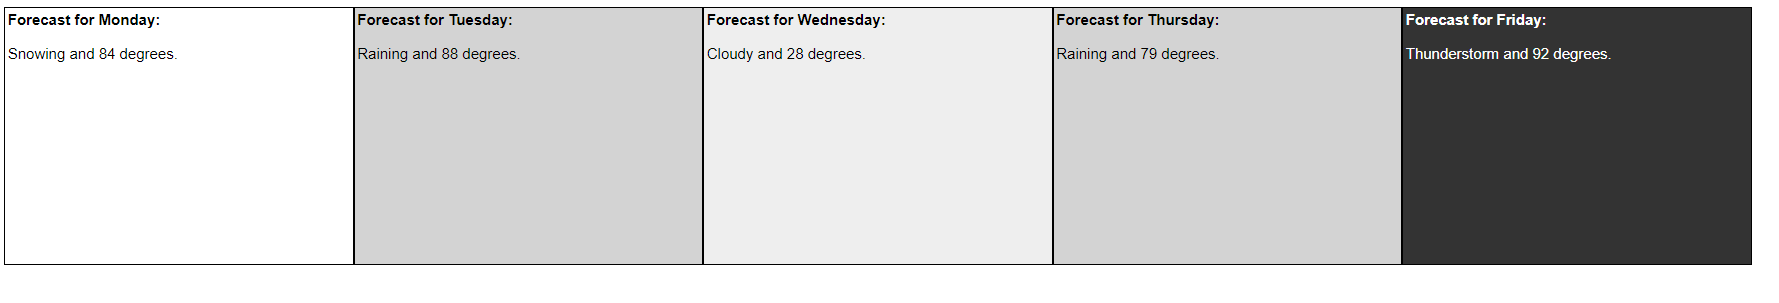 Forecast for Monday:
Snowing and 84 degrees.
Forecast for Tuesday:
Raining and 88 degrees.
Forecast for Wednesday:
Cloudy and 28 degrees.
Forecast for Thursday:
Raining and 79 degrees.
Forecast for Friday:
Thunderstorm and 92 degrees.